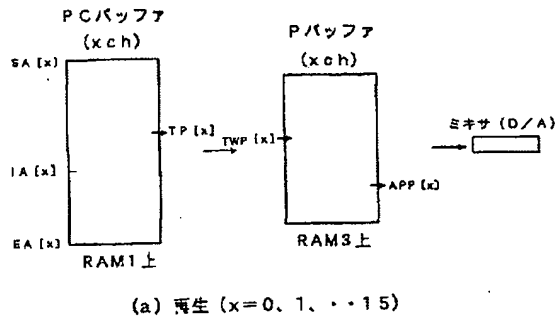 PCバッファ
(xch)
SA[x]
TP[x]
IA[x]
EA[x]
RAM1上
Pバッファ
(xch)
TWP[x]
APP[x]
RAM3上
ミキサ(D/A)
(a) 再生(x=0、1、・・15)